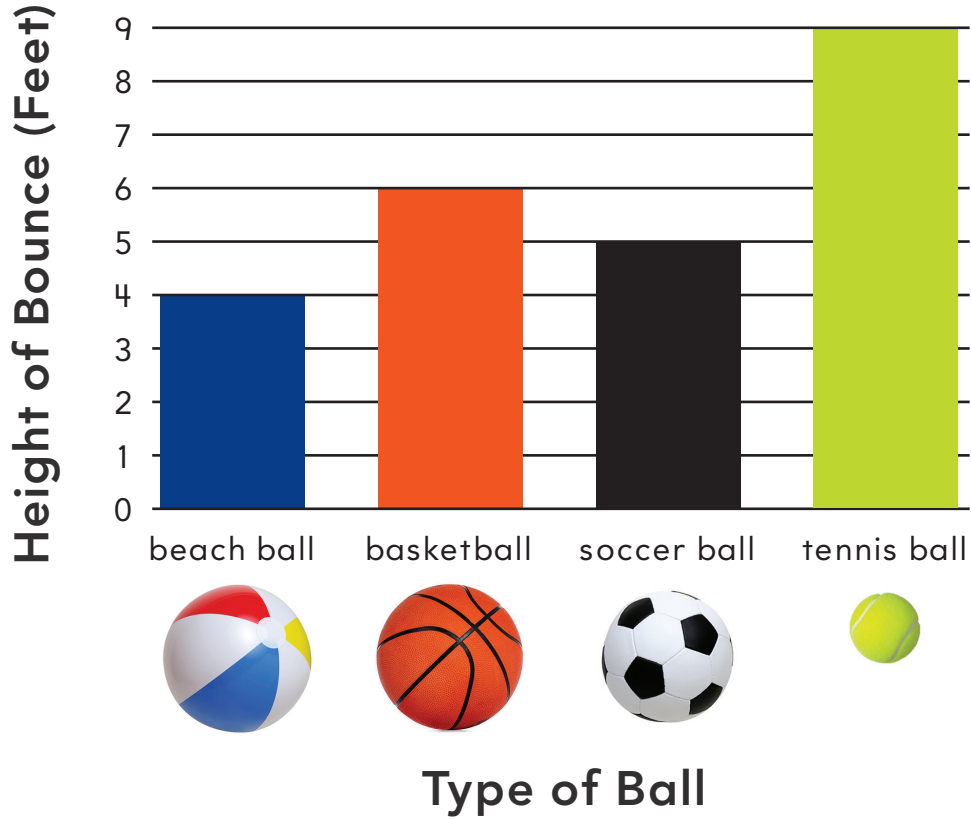 Height of Bounce (Feet)
9
8
7
6
5
4
3
2
1
0
beach ball
basketball
soccer ball
tennis ball
Type of Ball